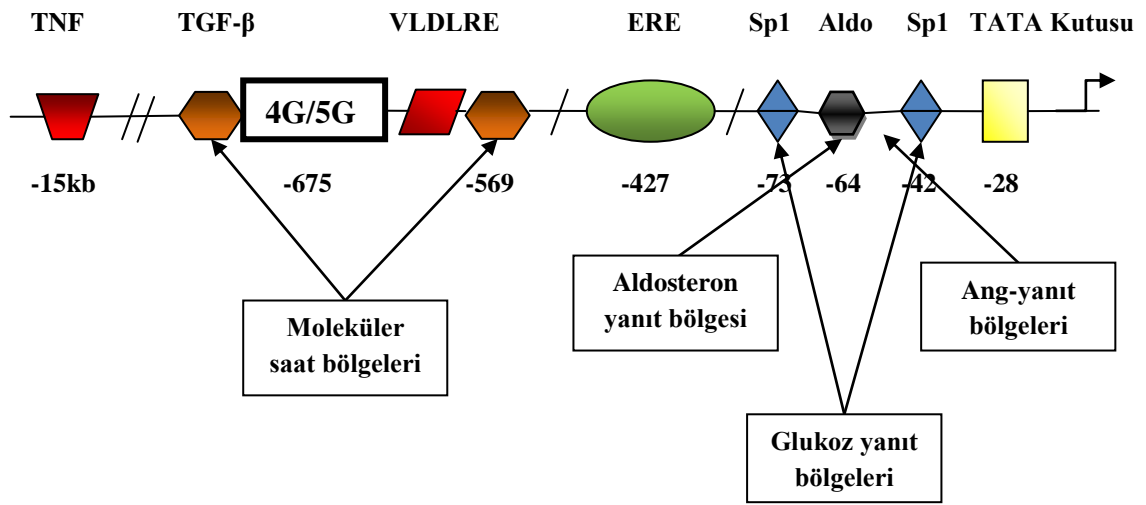 TNF TGF-β VLDLRE ERE Sp1 Aldo Sp1 TATA Kutusu
4G/5G
-15kb -675 -569 -427 -73 -64 -42 -28
Aldosteron
yanıt bölgesi
Ang-yanıt
bölgeleri
Moleküler
saat bölgeleri
Glukoz yanıt
bölgeleri